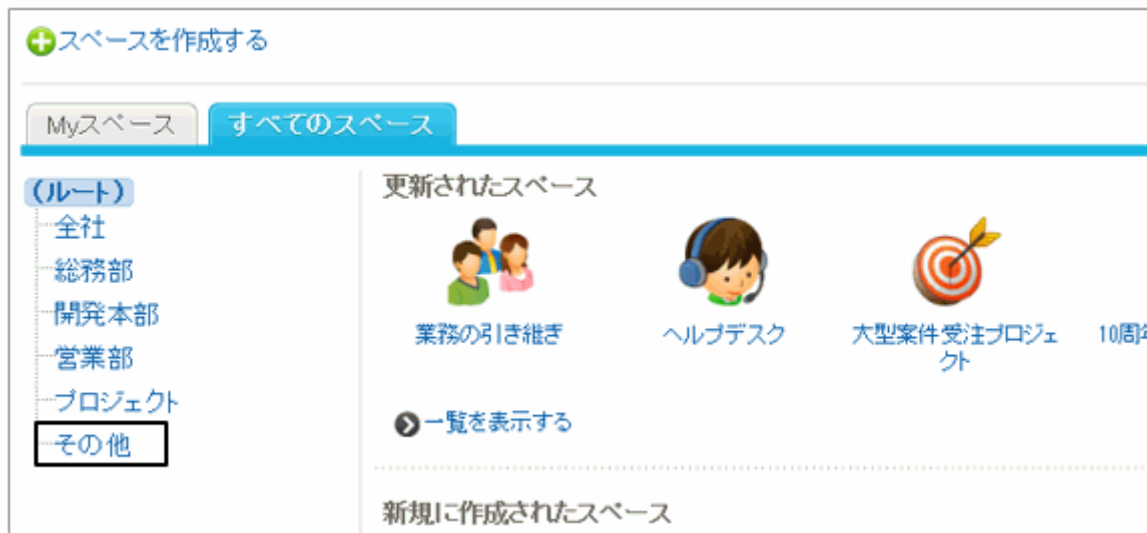 スペースを作成する
Myスペース すべてのスペース
（ルート）
全社
総務部
開発本部
営業部
プロジェクト
その他
更新されたスペース
業務の引き継ぎ
ヘルプデスク
大型案件受注プロジェ
クト
10周年
一覧を表示する
新規に作成されたスペース